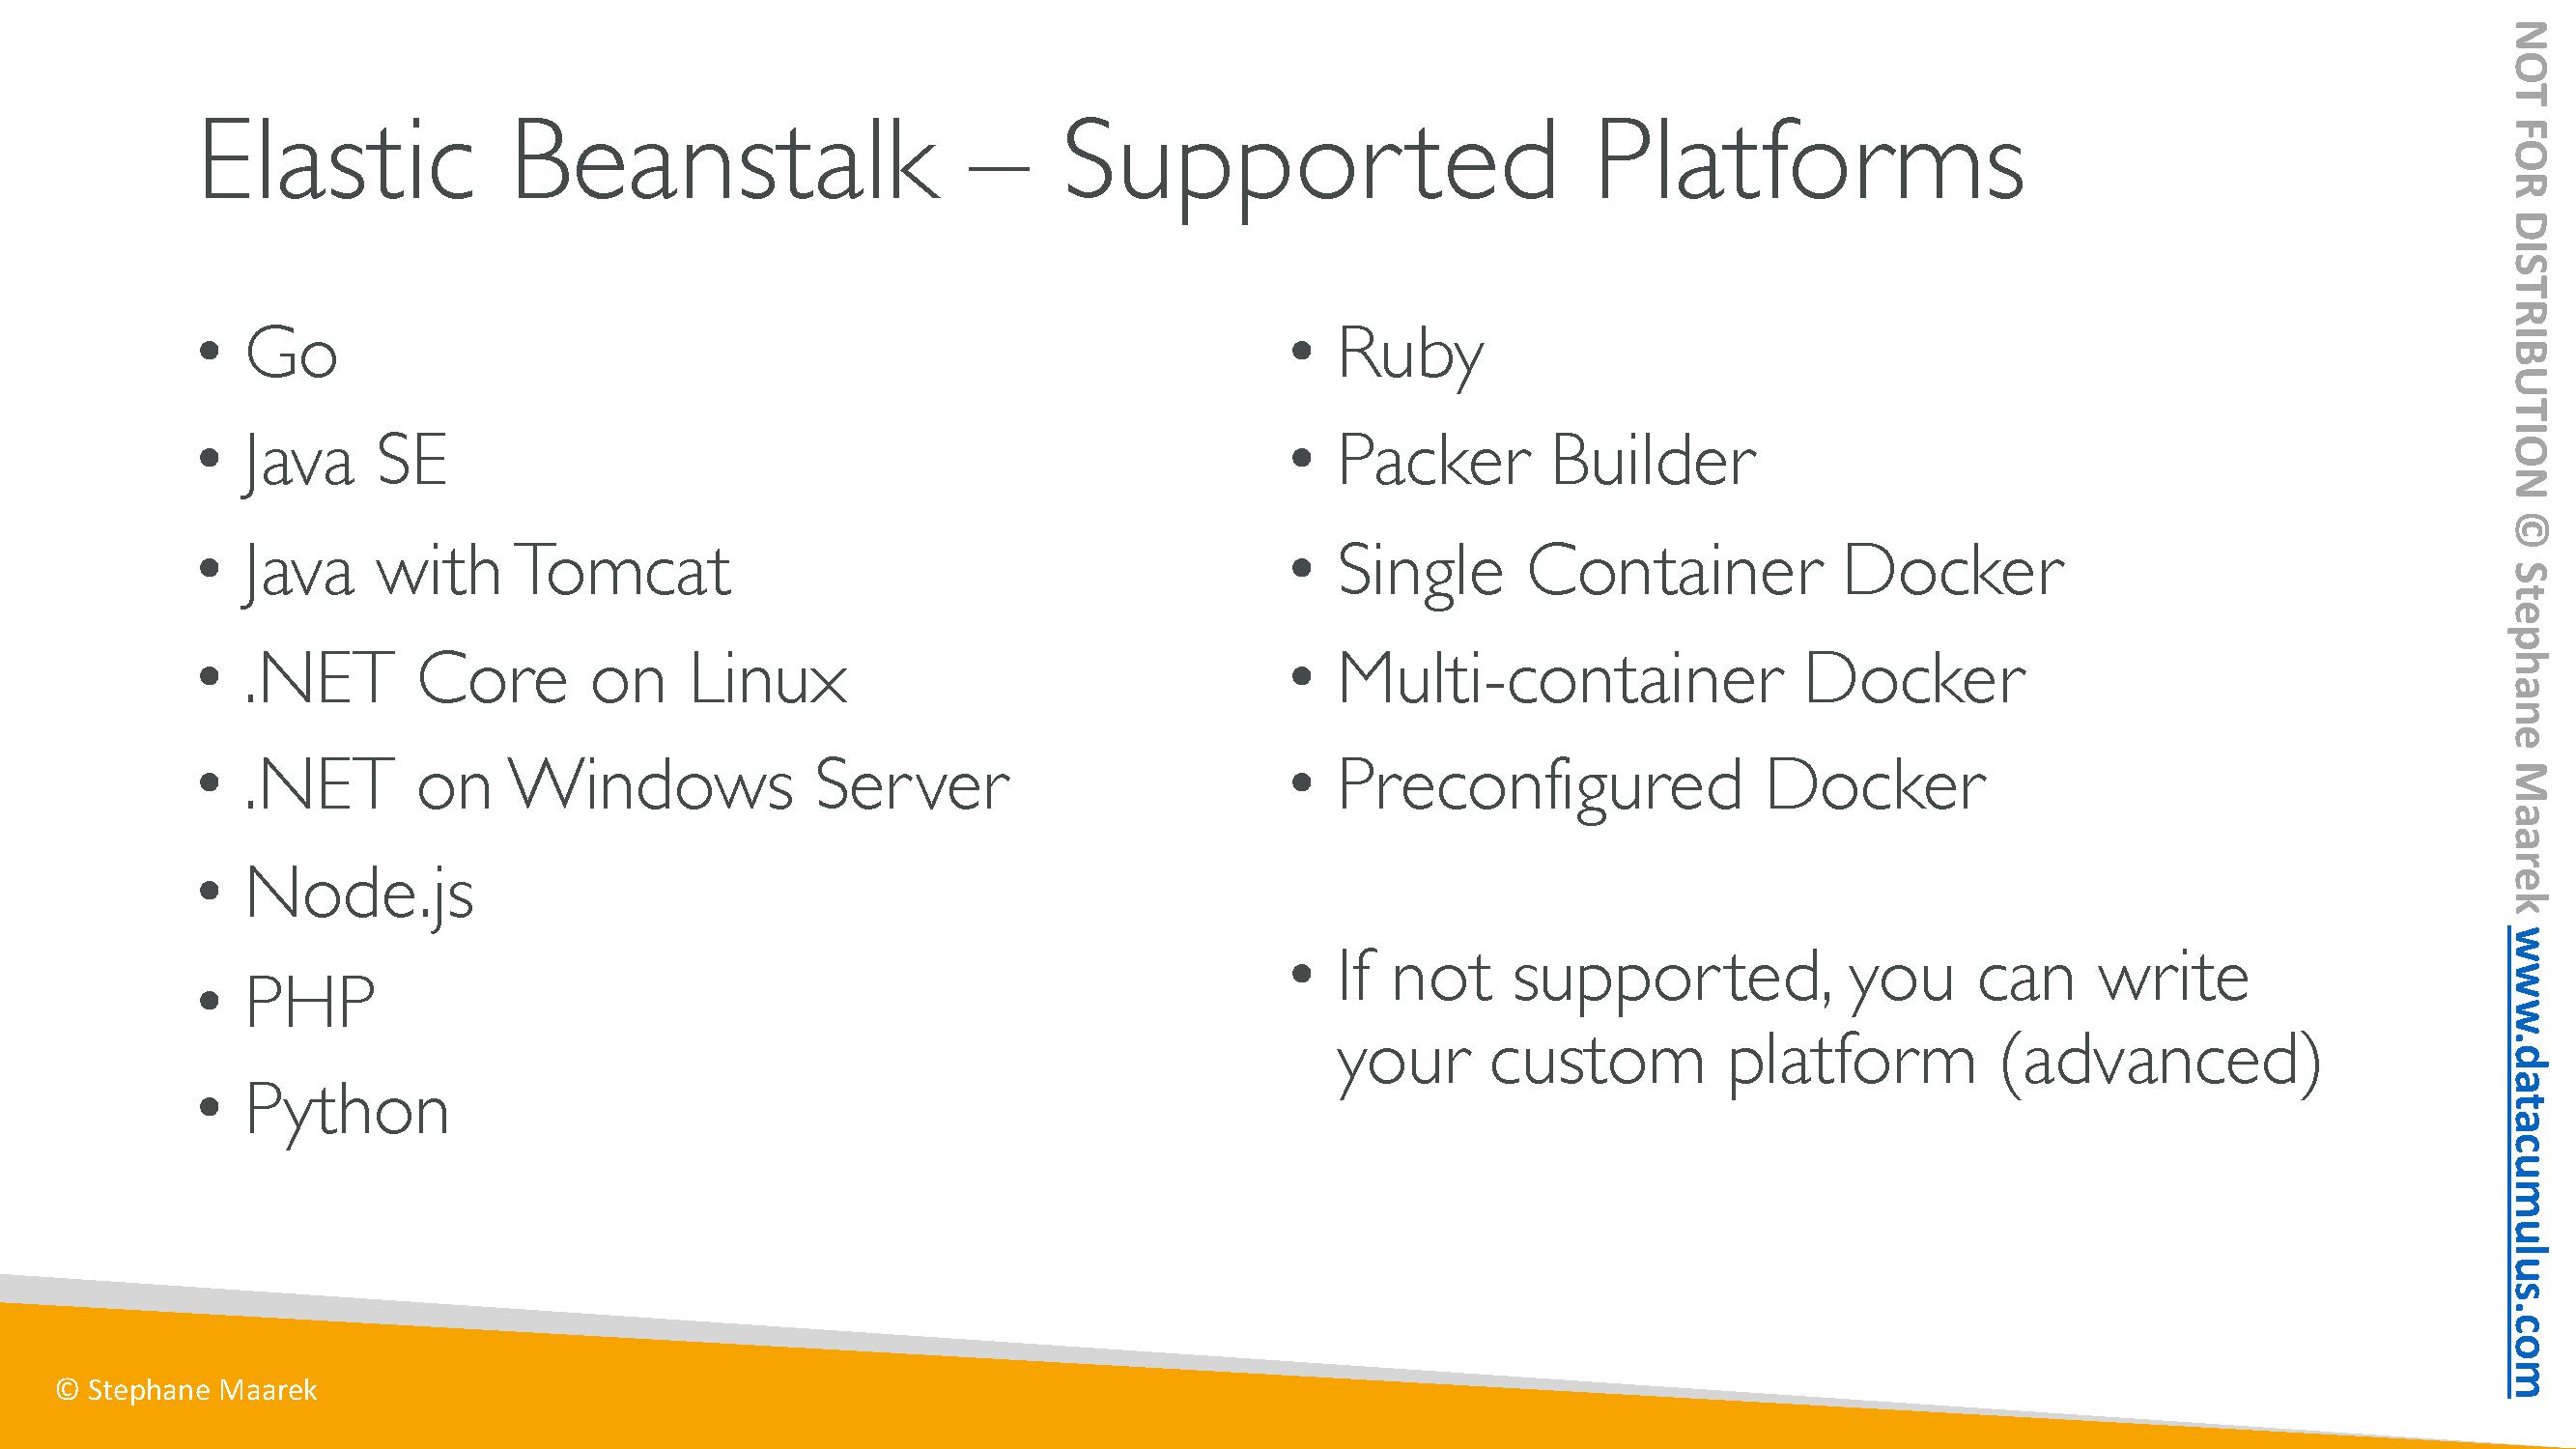 Elastic Beanstalk – Supported Platforms
• Go
• Java SE
• Java with Tomcat
• .NET Core on Linux
• .NET on Windows Server
• Node.js
• PHP
• Python
• Ruby
• Packer Builder
• Single Container Docker
• Multi-container Docker
• Preconfigured Docker
• If not supported, you can write
your custom platform (advanced)
© Stephane Maarek
NOT FOR DISTRIBUTION © Stephane Maarek www.datacumulus.com